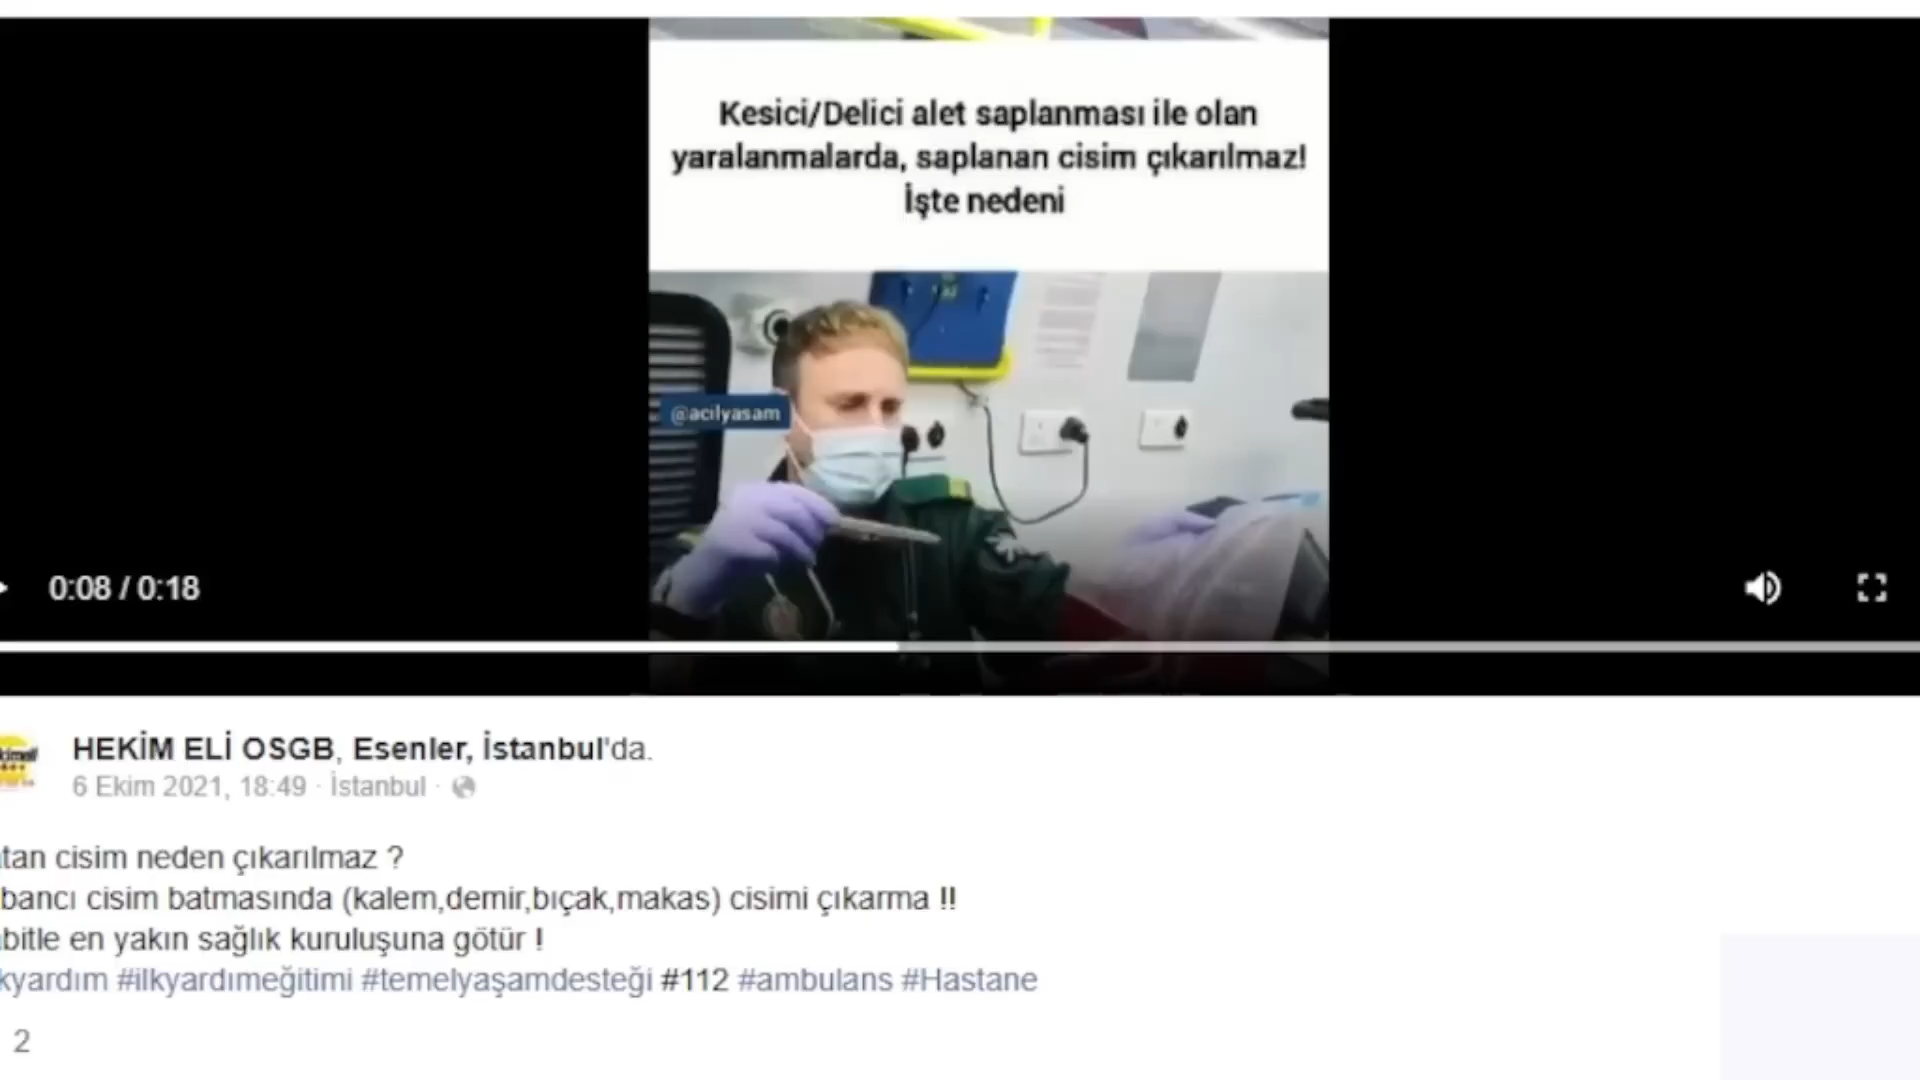 Kesici/Delici alet saplanması ile olan
yaralanmalarda, saplanan cisim çıkarılmaz!
İşte nedeni
@acilyasam
0:08 / 0:18
HEKİM ELİ OSGB, Esenler, İstanbul'da.
6 Ekim 2021, 18:49 · İstanbul ·
tan cisim neden çıkarılmaz ?
bancı cisim batmasında (kalem,demir,bıçak,makas) cisimi çıkarma !!
bitle en yakın sağlık kuruluşuna götür !
kyardım #ilkyardımeğitimi #temelyaşamdesteği #112 #ambulans #Hastane
2